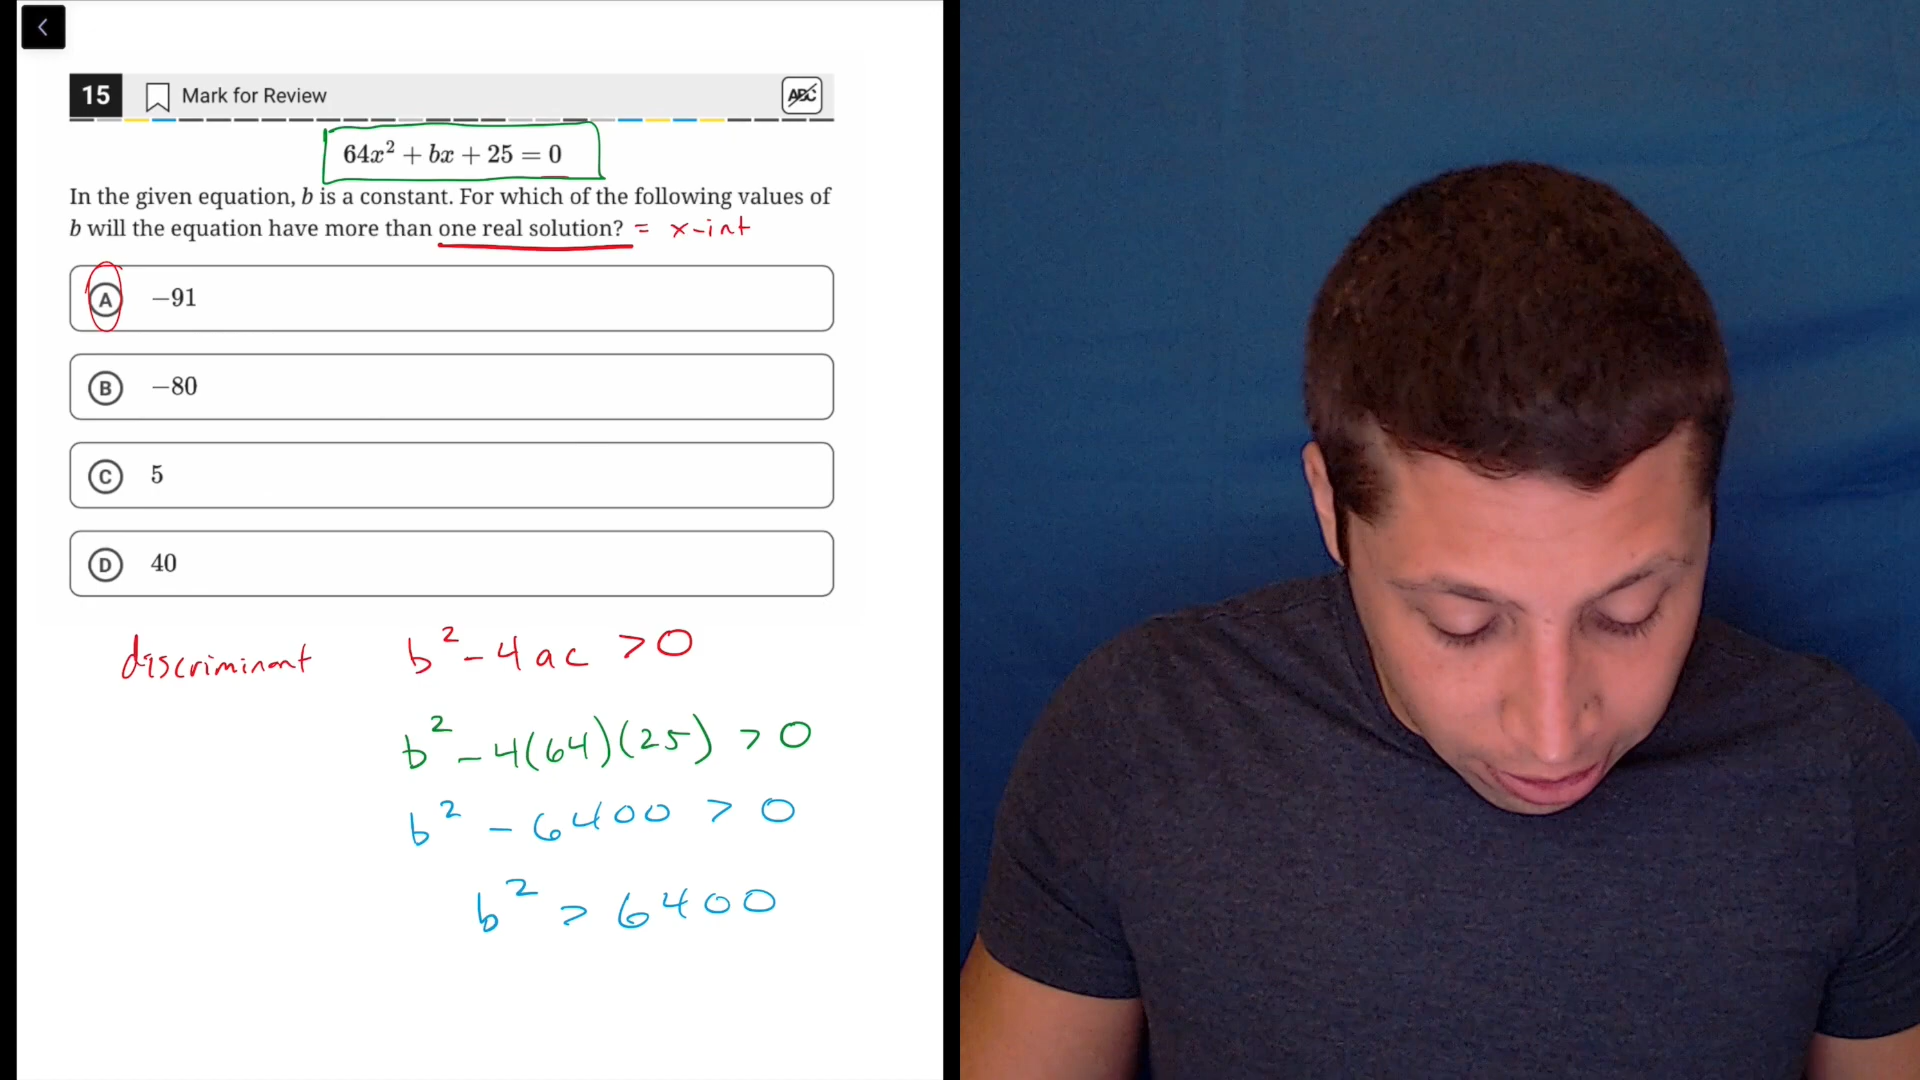 15 Mark for Review ABC
64x² + bx + 25 = 0
In the given equation, b is a constant. For which of the following values of
b will the equation have more than one real solution? = x-int
A −91
B −80
C 5
D 40
discriminant b² - 4ac > 0
b² - 4(64)(25) > 0
b² - 6400 > 0
b² > 6400